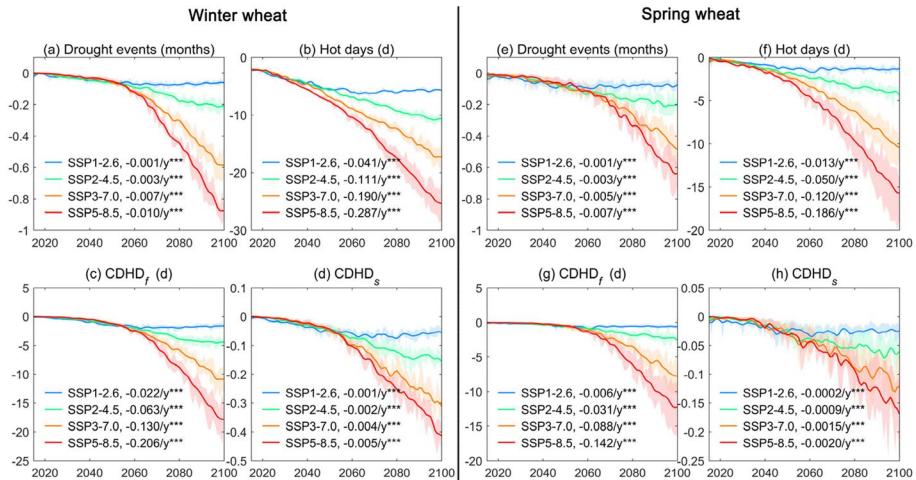 Winter wheat
Spring wheat
(a) Drought events (months)
0
-0.2
-0.4
-0.6
-0.8
-1
SSP1-2.6, -0.001/y***
SSP2-4.5, -0.003/y***
SSP3-7.0, -0.007/y***
SSP5-8.5, -0.010/y***
2020 2040 2060 2080 2100
(b) Hot days (d)
0
-10
-20
-30
SSP1-2.6, -0.041/y***
SSP2-4.5, -0.111/y***
SSP3-7.0, -0.190/y***
SSP5-8.5, -0.287/y***
2020 2040 2060 2080 2100
(e) Drought events (months)
0
-0.2
-0.4
-0.6
-0.8
-1
SSP1-2.6, -0.001/y***
SSP2-4.5, -0.003/y***
SSP3-7.0, -0.005/y***
SSP5-8.5, -0.007/y***
2020 2040 2060 2080 2100
(f) Hot days (d)
0
-5
-10
-15
-20
SSP1-2.6, -0.013/y***
SSP2-4.5, -0.050/y***
SSP3-7.0, -0.120/y***
SSP5-8.5, -0.186/y***
2020 2040 2060 2080 2100
(c) CDHDf (d)
5
0
-5
-10
-15
-20
-25
SSP1-2.6, -0.022/y***
SSP2-4.5, -0.063/y***
SSP3-7.0, -0.130/y***
SSP5-8.5, -0.206/y***
2020 2040 2060 2080 2100
(d) CDHDs
0.1
0
-0.1
-0.2
-0.3
-0.4
-0.5
SSP1-2.6, -0.001/y***
SSP2-4.5, -0.002/y***
SSP3-7.0, -0.004/y***
SSP5-8.5, -0.005/y***
2020 2040 2060 2080 2100
(g) CDHDf (d)
5
0
-5
-10
-15
-20
SSP1-2.6, -0.006/y***
SSP2-4.5, -0.031/y***
SSP3-7.0, -0.088/y***
SSP5-8.5, -0.142/y***
2020 2040 2060 2080 2100
(h) CDHDs
0.05
0
-0.05
-0.1
-0.15
-0.2
-0.25
SSP1-2.6, -0.0002/y***
SSP2-4.5, -0.0009/y***
SSP3-7.0, -0.0015/y***
SSP5-8.5, -0.0020/y***
2020 2040 2060 2080 2100